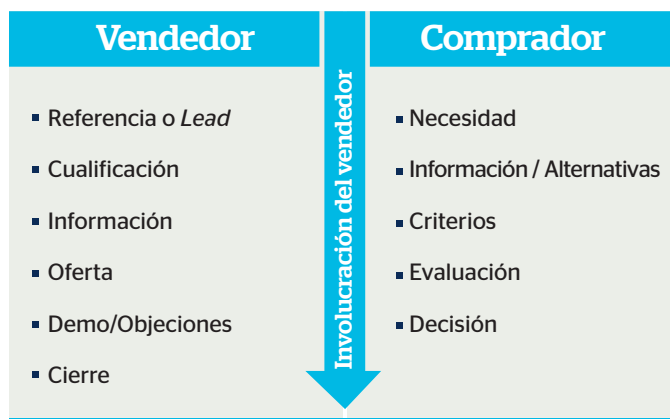 Vendedor
Referencia o Lead
Cualificación
Información
Oferta
Demo/Objeciones
Cierre
Involucración del vendedor
Comprador
Necesidad
Información / Alternativas
Criterios
Evaluación
Decisión